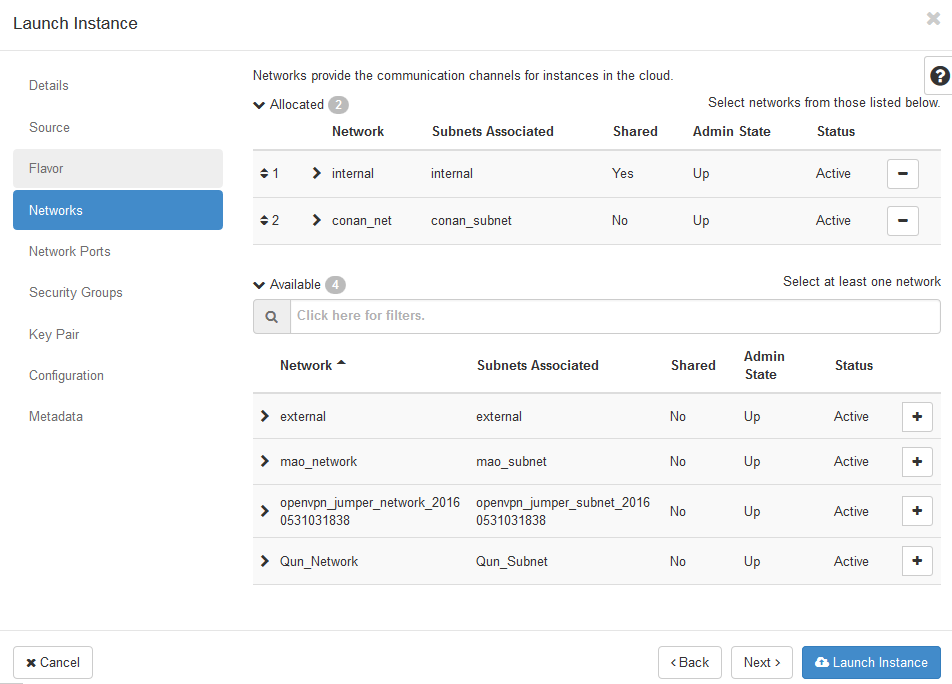 Launch Instance
Details
Source
Flavor
Networks
Network Ports
Security Groups
Key Pair
Configuration
Metadata
Networks provide the communication channels for instances in the cloud.
Allocated 2 Select networks from those listed below.
Network Subnets Associated Shared Admin State Status
1 internal internal Yes Up Active
2 conan_net conan_subnet No Up Active
Available 4 Select at least one network
Click here for filters.
Network Subnets Associated Shared Admin State Status
external external No Up Active
mao_network mao_subnet No Up Active
openvpn_jumper_network_20160531031838 openvpn_jumper_subnet_20160531031838 No Up Active
Qun_Network Qun_Subnet No Up Active
Cancel < Back Next > Launch Instance